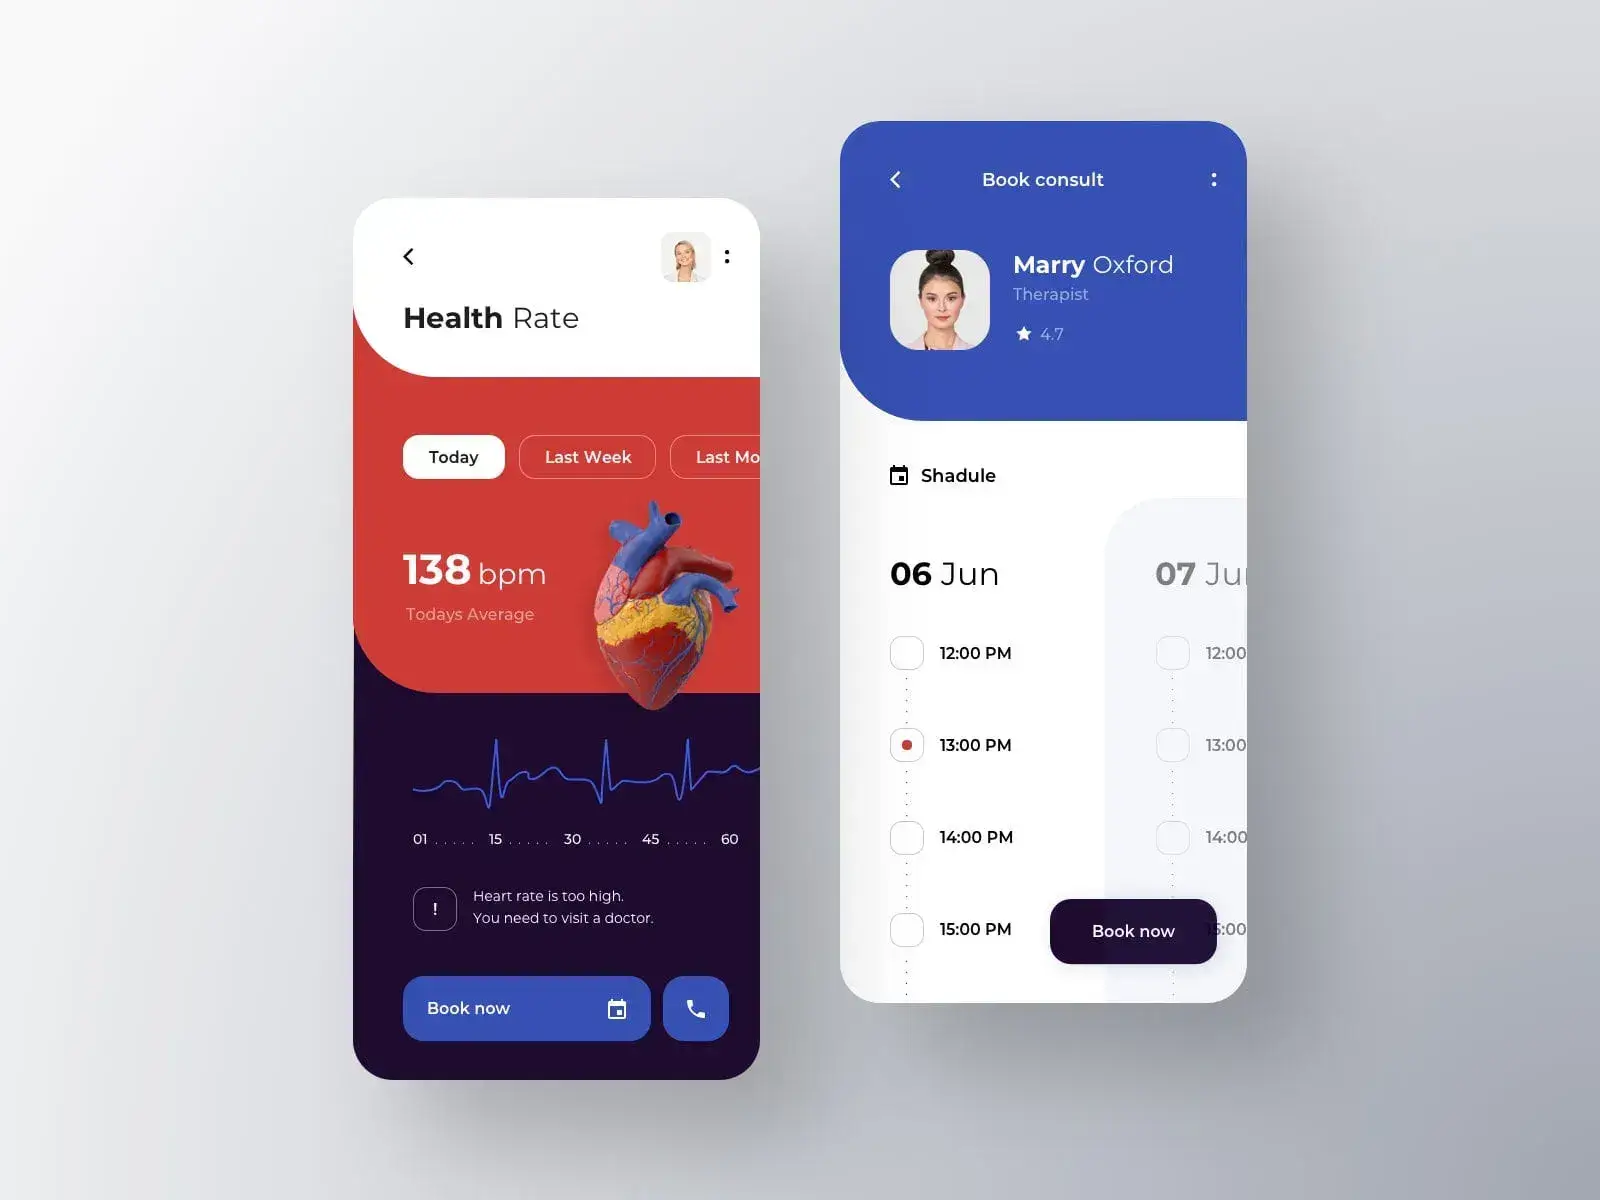 Health Rate
Today
Last Week
Last Mo
138 bpm
Todays Average
01 . . . . . 15 . . . . . 30 . . . . . 45 . . . . . 60
!
Heart rate is too high.
You need to visit a doctor.
Book now
Book consult
Marry Oxford
Therapist
4.7
Shadule
06 Jun
12:00 PM
13:00 PM
14:00 PM
15:00 PM
07 Jun
12:00
13:00
14:00
15:00
Book now